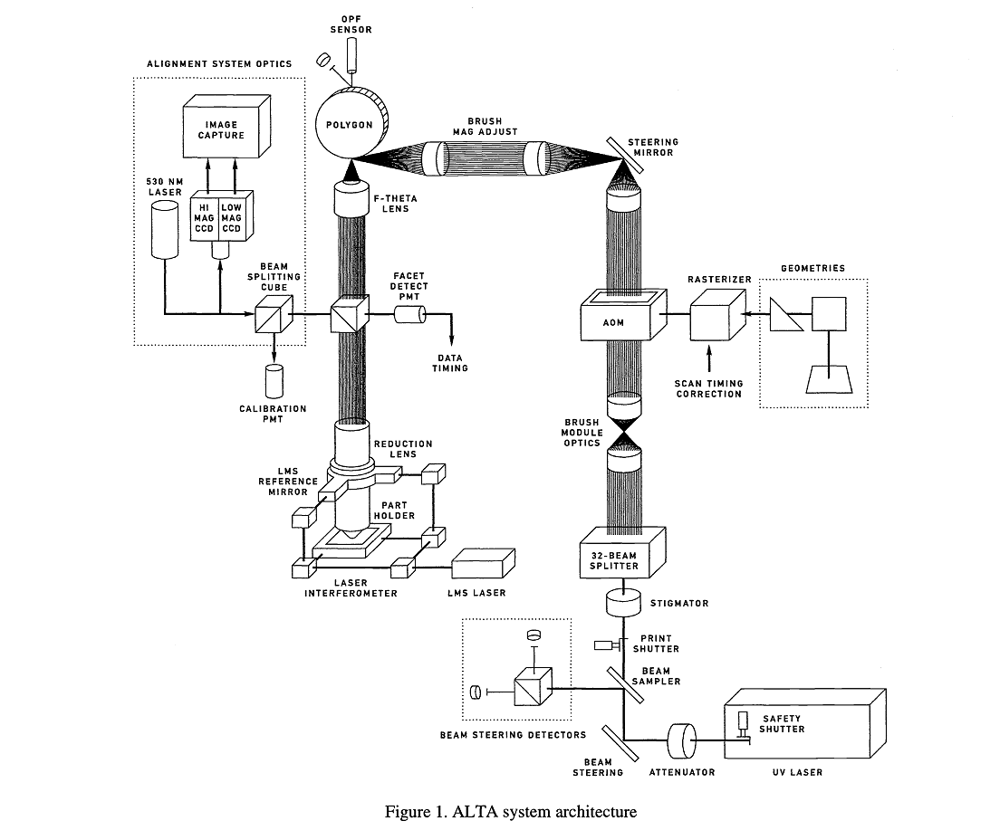 OPF
SENSOR
ALIGNMENT SYSTEM OPTICS
IMAGE
CAPTURE
POLYGON
BRUSH
MAG ADJUST
STEERING
MIRROR
530 NM
LASER
HI
MAG
CCD
LOW
MAG
CCD
F-THETA
LENS
BEAM
SPLITTING
CUBE
FACET
DETECT
PMT
DATA
TIMING
CALIBRATION
PMT
GEOMETRIES
RASTERIZER
AOM
SCAN TIMING
CORRECTION
BRUSH
MODULE
OPTICS
REDUCTION
LENS
LMS
REFERENCE
MIRROR
PART
HOLDER
LASER
INTERFEROMETER
LMS LASER
32-BEAM
SPLITTER
STIGMATOR
PRINT
SHUTTER
BEAM
SAMPLER
BEAM STEERING DETECTORS
SAFETY
SHUTTER
BEAM
STEERING
ATTENUATOR
UV LASER
Figure 1. ALTA system architecture